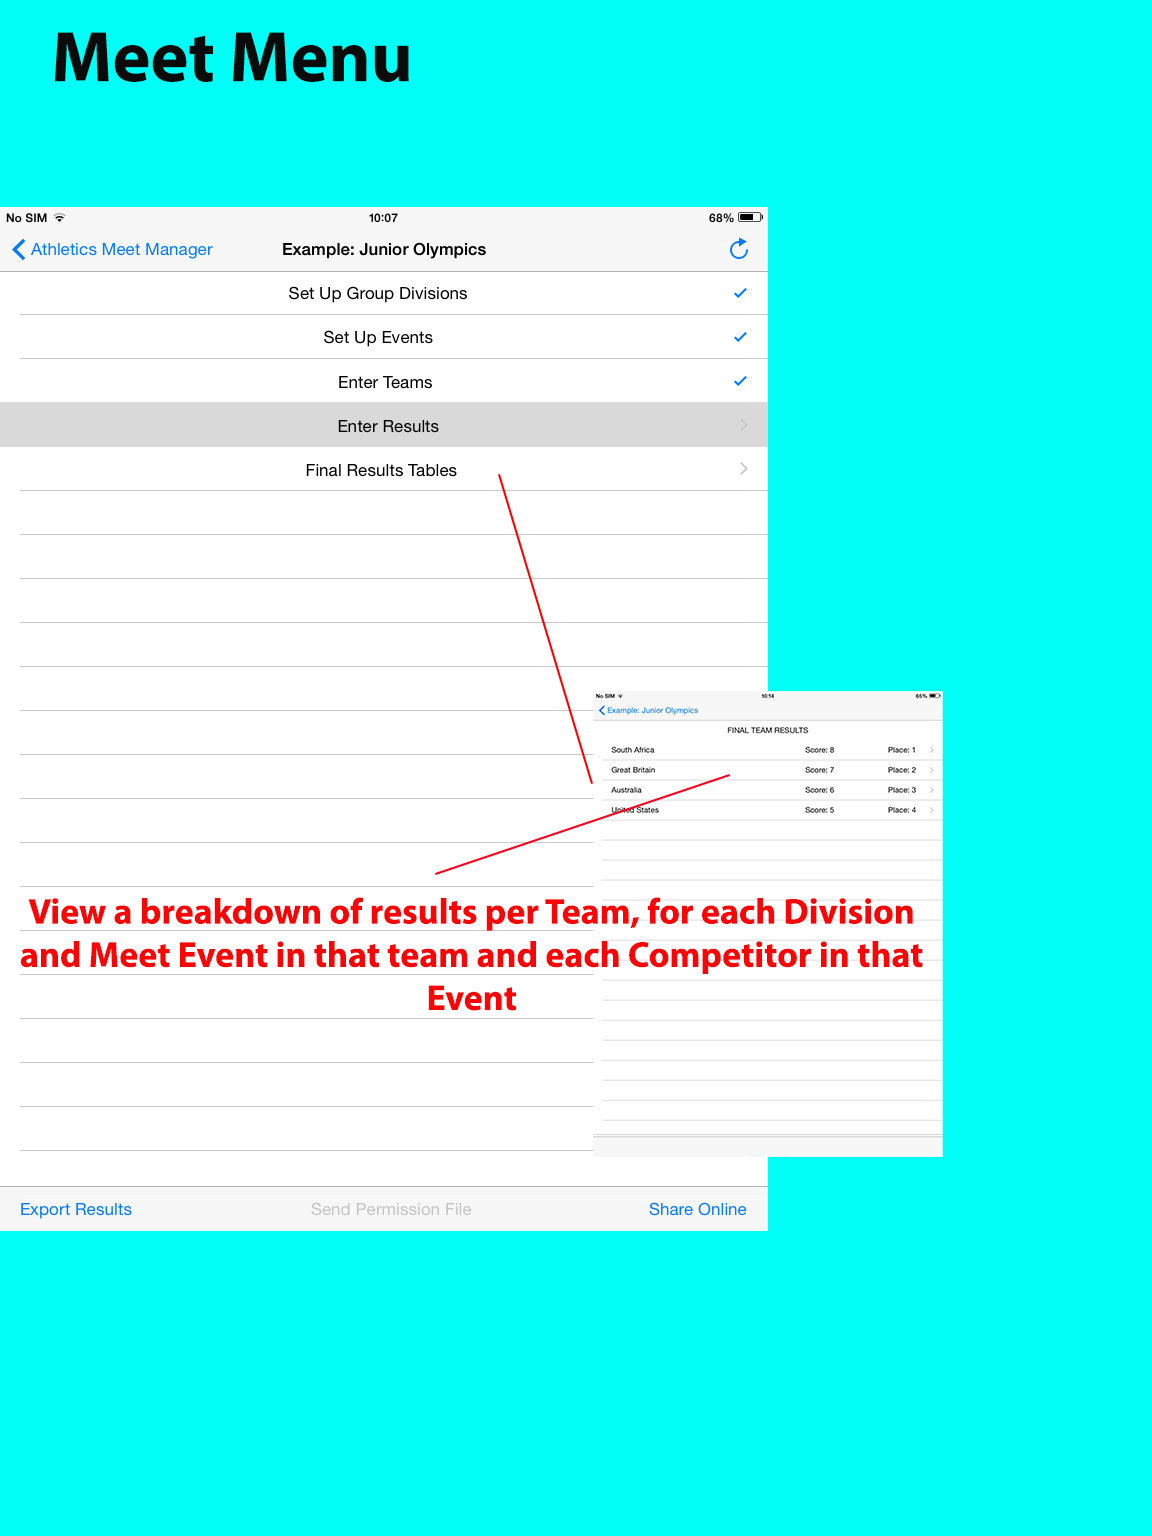 Meet Menu
No SIM 10:07 68%
Athletics Meet Manager Example: Junior Olympics
Set Up Group Divisions
Set Up Events
Enter Teams
Enter Results
Final Results Tables
No SIM 10:14 65%
Example: Junior Olympics
FINAL TEAM RESULTS
South Africa Score: 8 Place: 1
Great Britain Score: 7 Place: 2
Australia Score: 6 Place: 3
United States Score: 5 Place: 4
View a breakdown of results per Team, for each Division
and Meet Event in that team and each Competitor in that
Event
Export Results Send Permission File Share Online